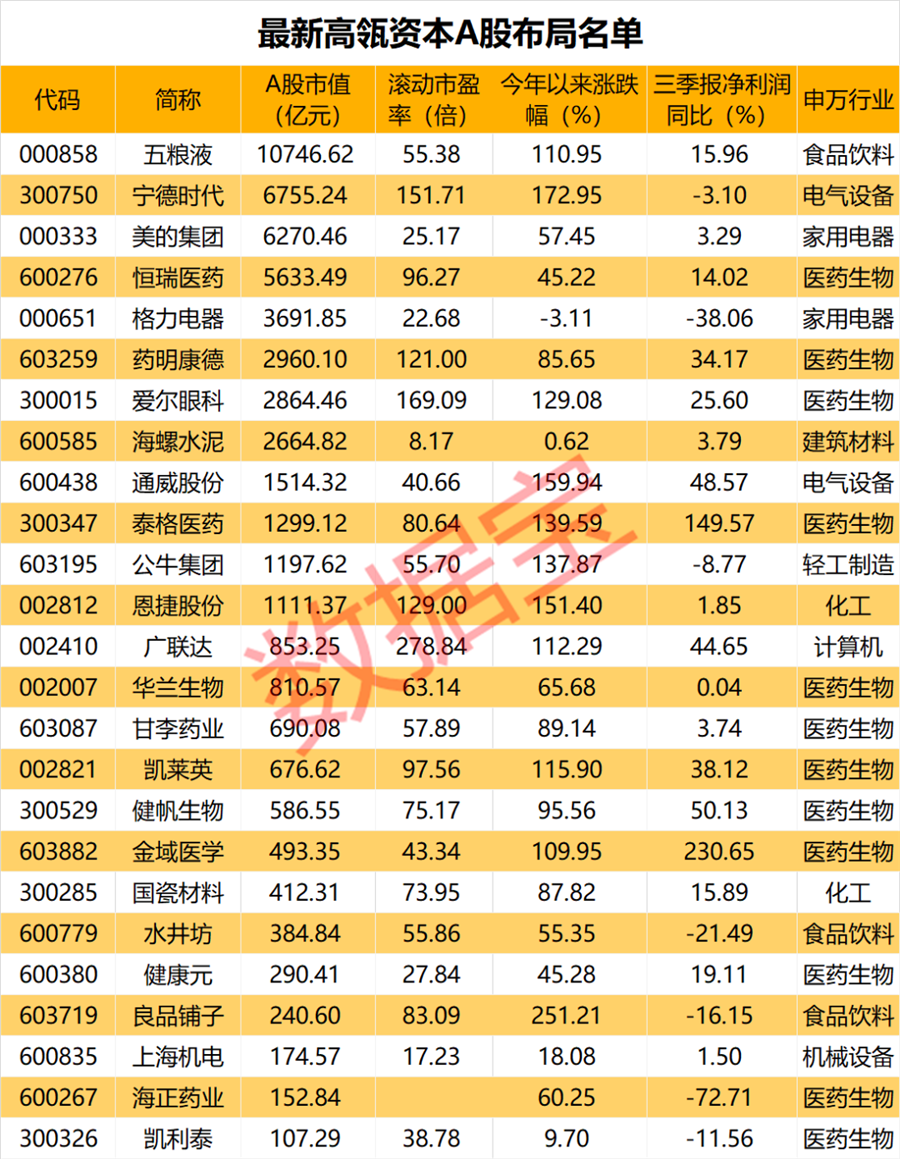 最新高瓴资本A股布局名单
代码 简称 A股市值（亿元） 滚动市盈率（倍） 今年以来涨跌幅（%） 三季报净利润同比（%） 申万行业
000858 五粮液 10746.62 55.38 110.95 15.96 食品饮料
300750 宁德时代 6755.24 151.71 172.95 -3.10 电气设备
000333 美的集团 6270.46 25.17 57.45 3.29 家用电器
600276 恒瑞医药 5633.49 96.27 45.22 14.02 医药生物
000651 格力电器 3691.85 22.68 -3.11 -38.06 家用电器
603259 药明康德 2960.10 121.00 85.65 34.17 医药生物
300015 爱尔眼科 2864.46 169.09 129.08 25.60 医药生物
600585 海螺水泥 2664.82 8.17 0.62 3.79 建筑材料
600438 通威股份 1514.32 40.66 159.94 48.57 电气设备
300347 泰格医药 1299.12 80.64 139.59 149.57 医药生物
603195 公牛集团 1197.62 55.70 137.87 -8.77 轻工制造
002812 恩捷股份 1111.37 129.00 151.40 1.85 化工
002410 广联达 853.25 278.84 112.29 44.65 计算机
002007 华兰生物 810.57 63.14 65.68 0.04 医药生物
603087 甘李药业 690.08 57.89 89.14 3.74 医药生物
002821 凯莱英 676.62 97.56 115.90 38.12 医药生物
300529 健帆生物 586.55 75.17 95.56 50.13 医药生物
603882 金域医学 493.35 43.34 109.95 230.65 医药生物
300285 国瓷材料 412.31 73.95 87.82 15.89 化工
600779 水井坊 384.84 55.86 55.35 -21.49 食品饮料
600380 健康元 290.41 27.84 45.28 19.11 医药生物
603719 良品铺子 240.60 83.09 251.21 -16.15 食品饮料
600835 上海机电 174.57 17.23 18.08 1.50 机械设备
600267 海正药业 152.84 60.25 -72.71 医药生物
300326 凯利泰 107.29 38.78 9.70 -11.56 医药生物
数据宝